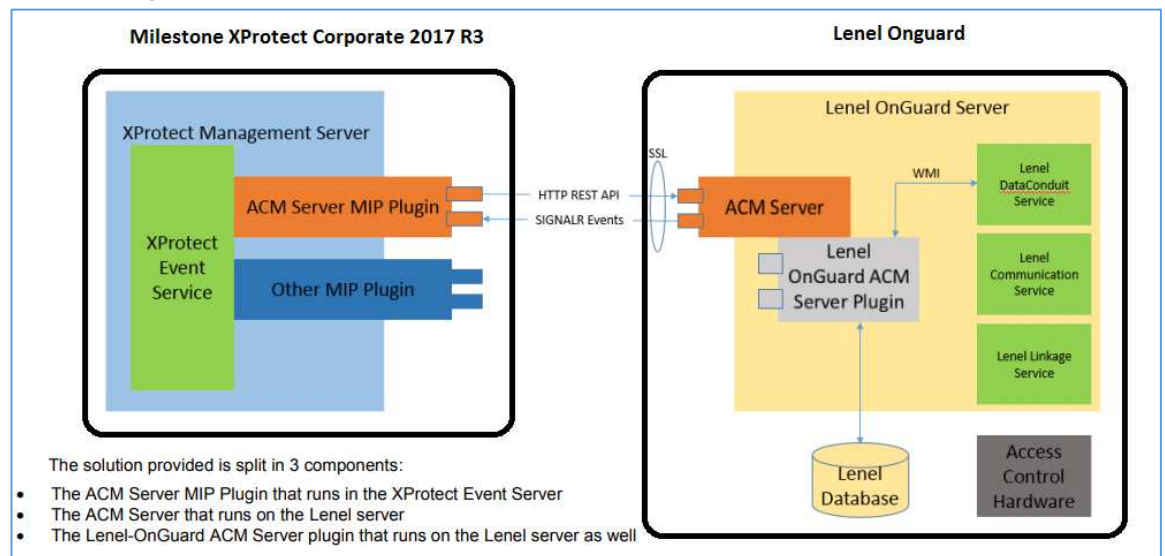 Milestone XProtect Corporate 2017 R3
Lenel Onguard
XProtect Management Server
XProtect
Event
Service
ACM Server MIP Plugin
Other MIP Plugin
HTTP REST API
SIGNALR Events
SSL
Lenel OnGuard Server
ACM Server
WMI
Lenel
OnGuard ACM
Server Plugin
Lenel
DataConduit
Service
Lenel
Communication
Service
Lenel Linkage
Service
Lenel
Database
Access
Control
Hardware
The solution provided is split in 3 components:
• The ACM Server MIP Plugin that runs in the XProtect Event Server
• The ACM Server that runs on the Lenel server
• The Lenel-OnGuard ACM Server plugin that runs on the Lenel server as well